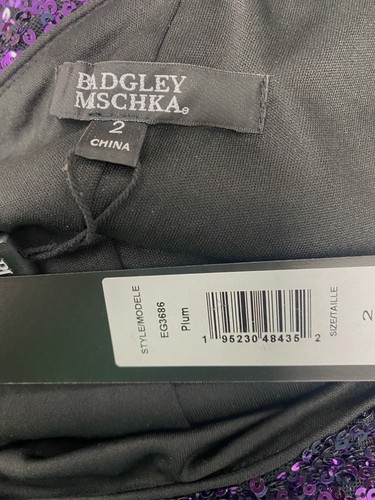 BADGLEY
MISCHKA
2
CHINA
STYLE/MODELE
EG3686
Plum
1 95230 48435 2
SIZE/TAILLE
2